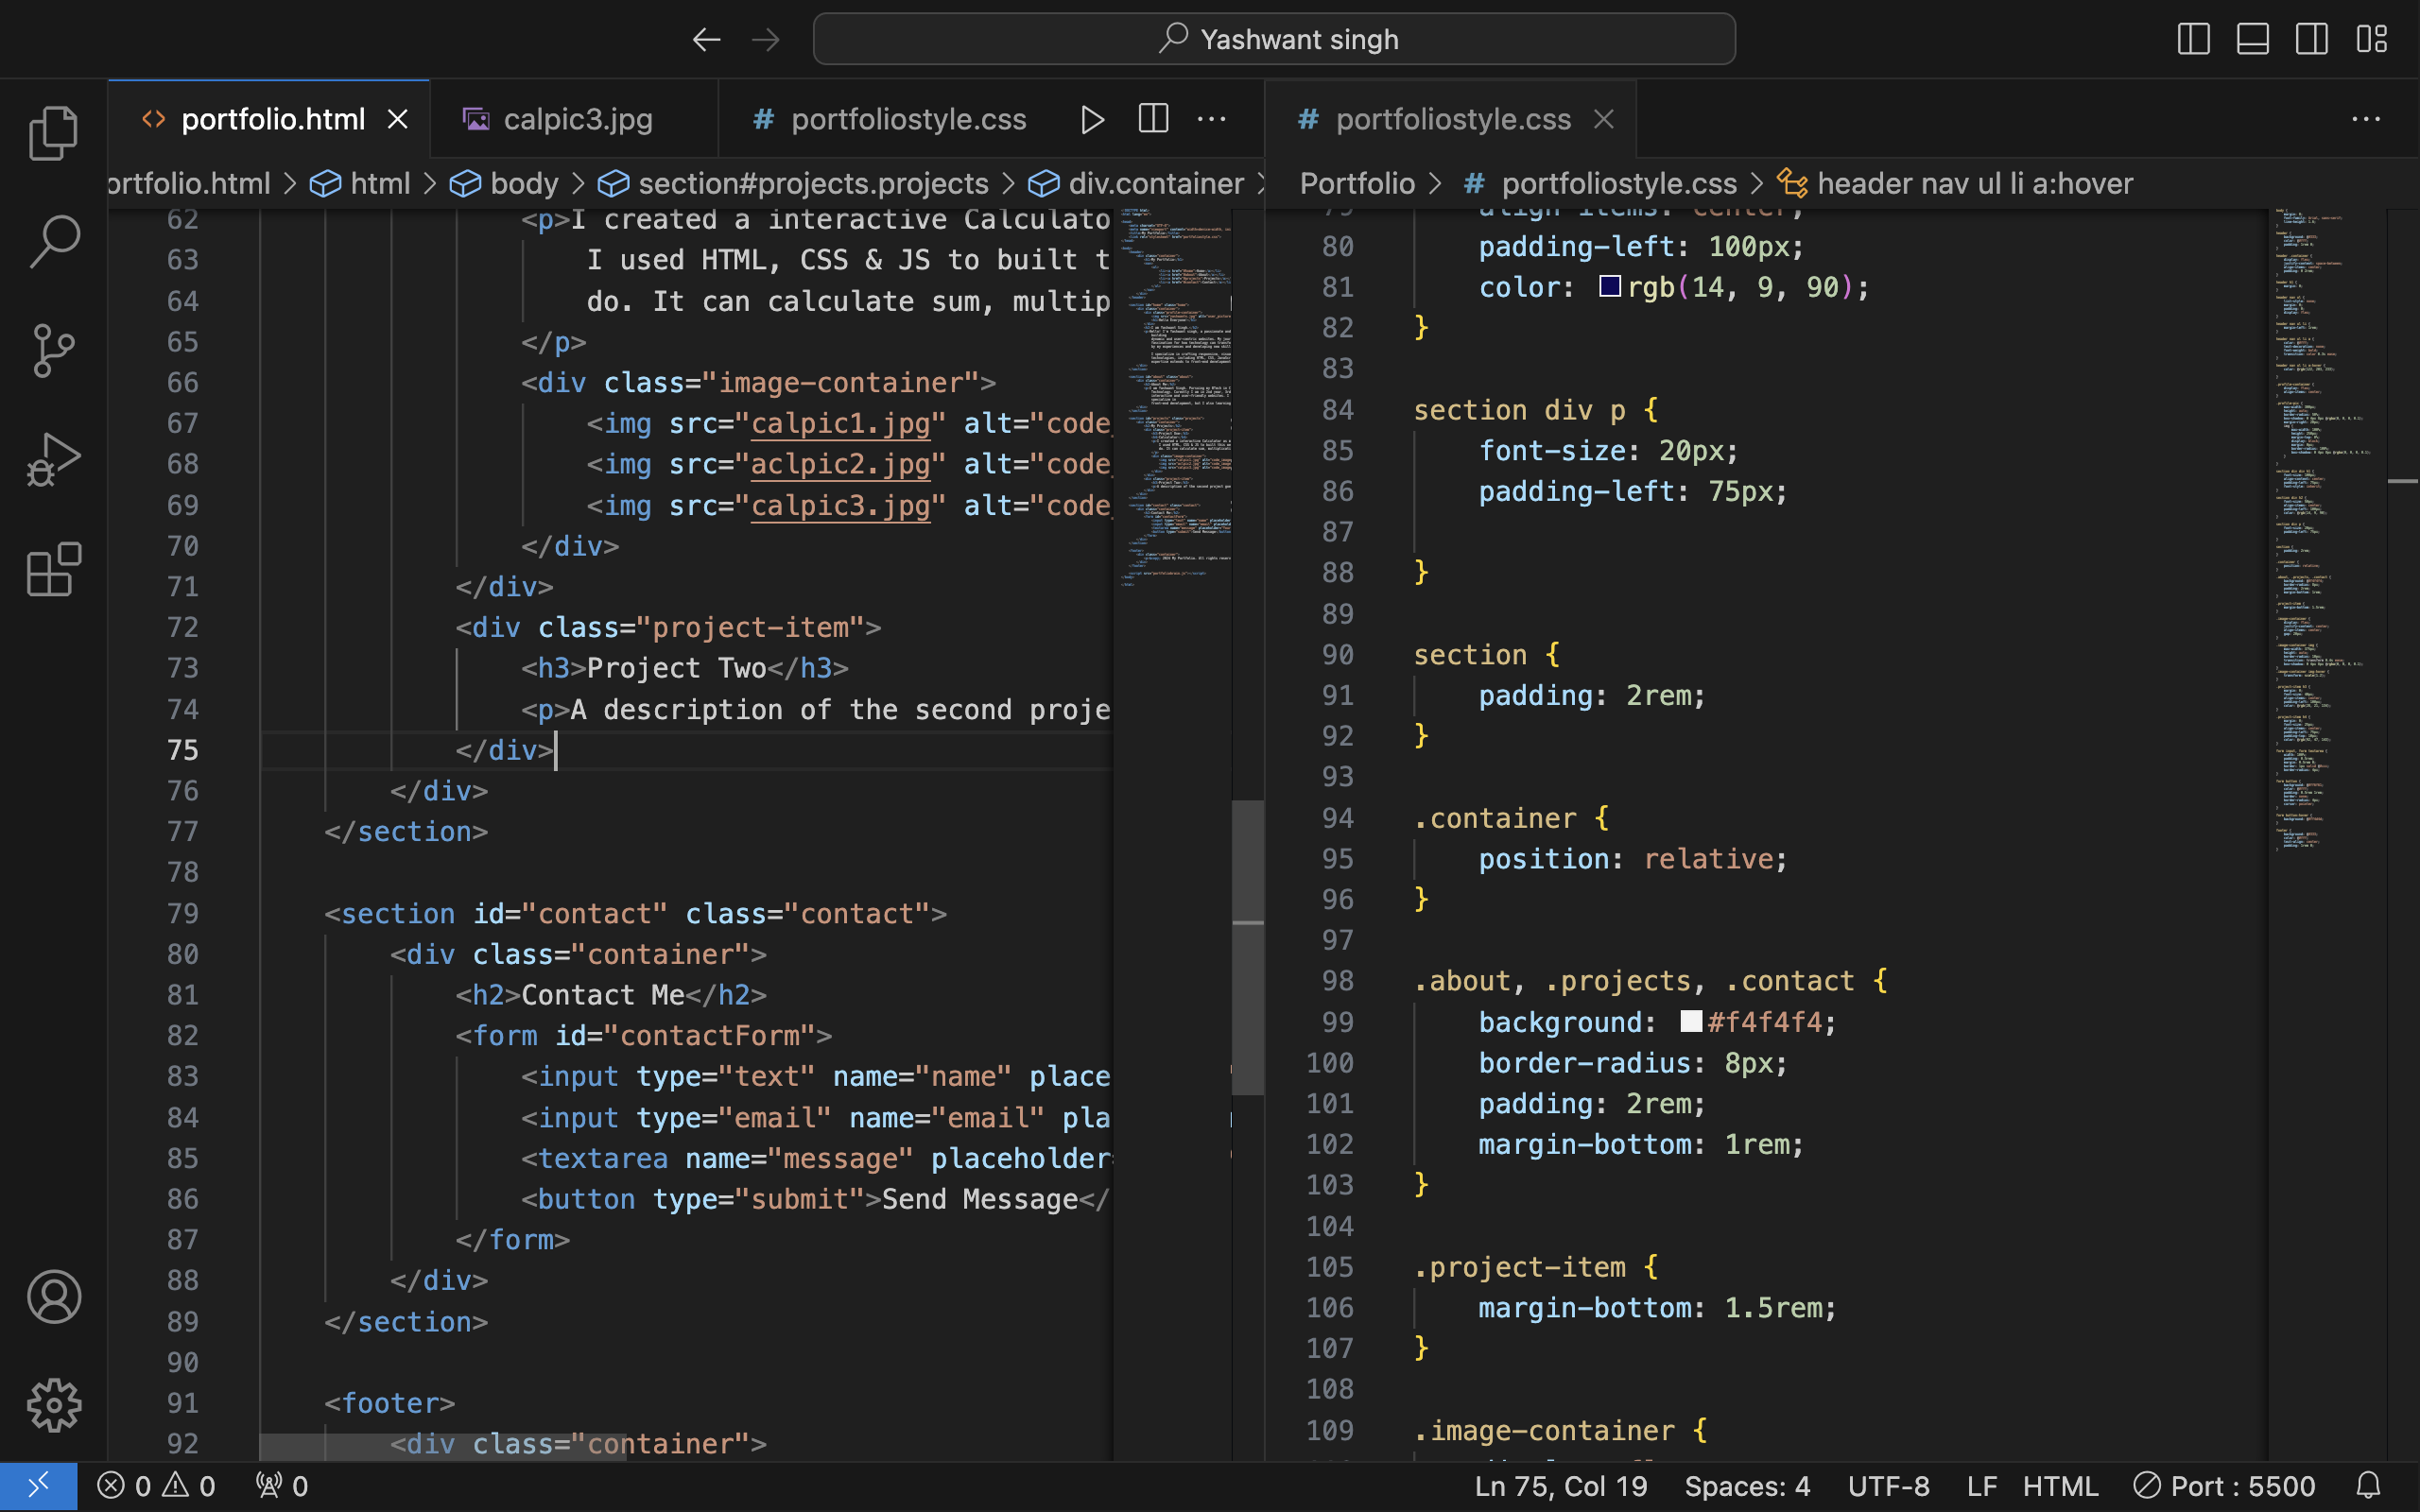 Yashwant singh
portfolio.html
calpic3.jpg
# portfoliostyle.css
# portfoliostyle.css
ortfolio.html > html > body > section#projects.projects > div.container >
Portfolio > # portfoliostyle.css > header nav ul li a:hover
62 <p>I created a interactive Calculato
63 I used HTML, CSS & JS to built t
64 do. It can calculate sum, multip
65 </p>
66 <div class="image-container">
67 <img src="calpic1.jpg" alt="code_
68 <img src="aclpic2.jpg" alt="code_
69 <img src="calpic3.jpg" alt="code_
70 </div>
71 </div>
72 <div class="project-item">
73 <h3>Project Two</h3>
74 <p>A description of the second proje
75 </div>
76 </div>
77 </section>
78
79 <section id="contact" class="contact">
80 <div class="container">
81 <h2>Contact Me</h2>
82 <form id="contactForm">
83 <input type="text" name="name" place
84 <input type="email" name="email" pla
85 <textarea name="message" placeholder=
86 <button type="submit">Send Message</
87 </form>
88 </div>
89 </section>
90
91 <footer>
92 <div class="container">
79 align-items: center;
80 padding-left: 100px;
81 color: rgb(14, 9, 90);
82 }
83
84 section div p {
85 font-size: 20px;
86 padding-left: 75px;
87
88 }
89
90 section {
91 padding: 2rem;
92 }
93
94 .container {
95 position: relative;
96 }
97
98 .about, .projects, .contact {
99 background: #f4f4f4;
100 border-radius: 8px;
101 padding: 2rem;
102 margin-bottom: 1rem;
103 }
104
105 .project-item {
106 margin-bottom: 1.5rem;
107 }
108
109 .image-container {
0 0 0
Ln 75, Col 19 Spaces: 4 UTF-8 LF HTML Port : 5500